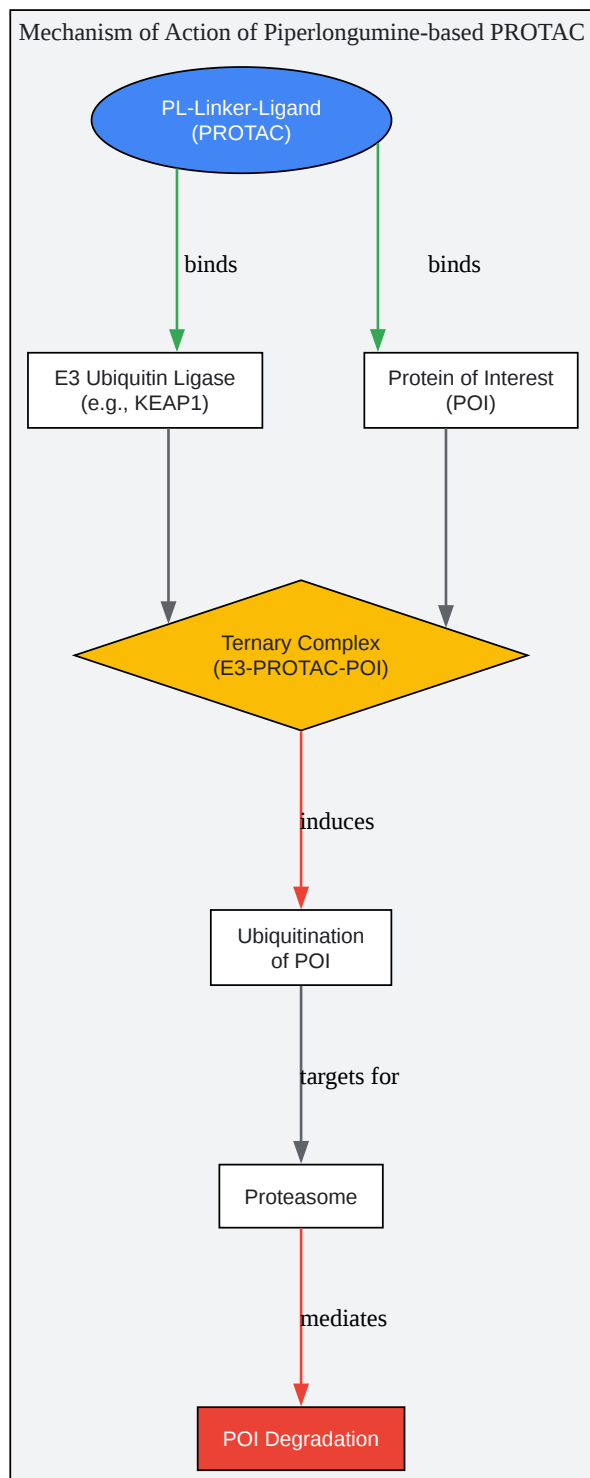 Mechanism of Action of Piperlongumine-based PROTAC
PL-Linker-Ligand
(PROTAC)
binds
binds
E3 Ubiquitin Ligase
(e.g., KEAP1)
Protein of Interest
(POI)
Ternary Complex
(E3-PROTAC-POI)
induces
Ubiquitination
of POI
targets for
Proteasome
mediates
POI Degradation